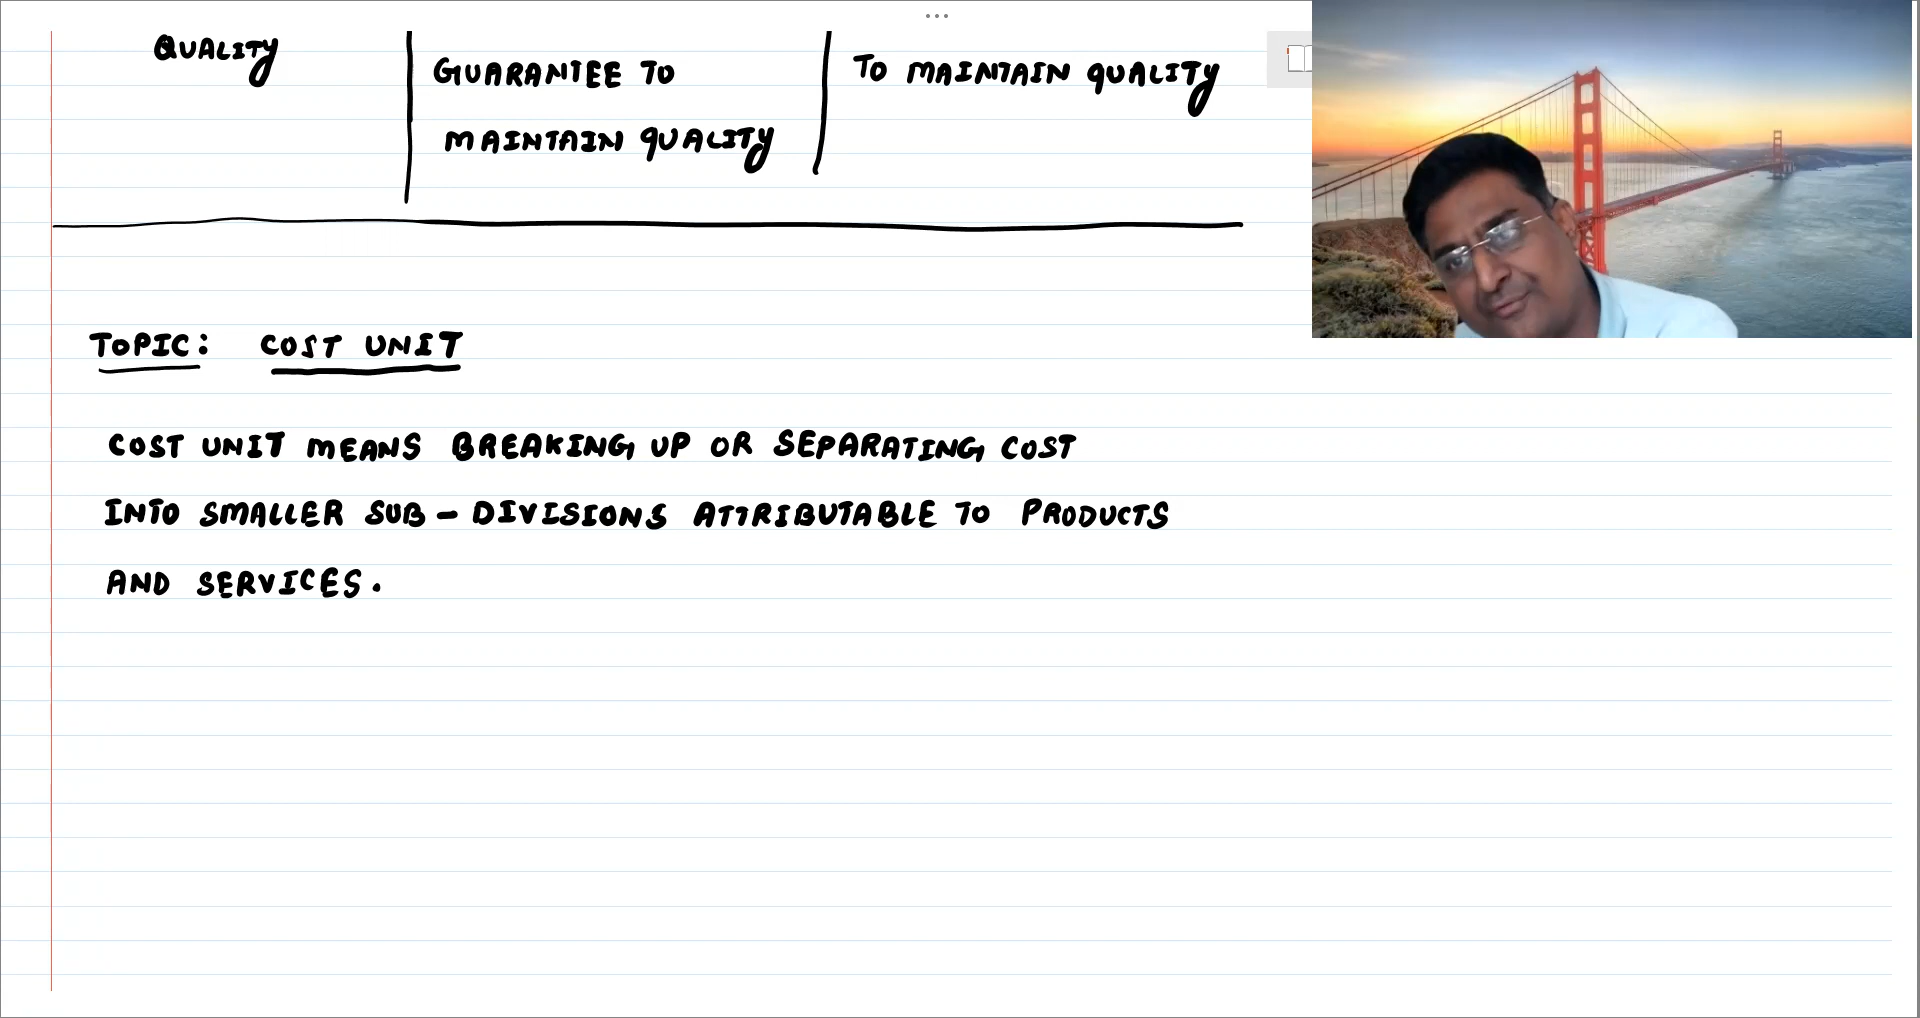 QUALITY
GUARANTEE TO
MAINTAIN QUALITY
TO MAINTAIN QUALITY
TOPIC: COST UNIT
COST UNIT MEANS BREAKING UP OR SEPARATING COST
INTO SMALLER SUB-DIVISIONS ATTRIBUTABLE TO PRODUCTS
AND SERVICES.